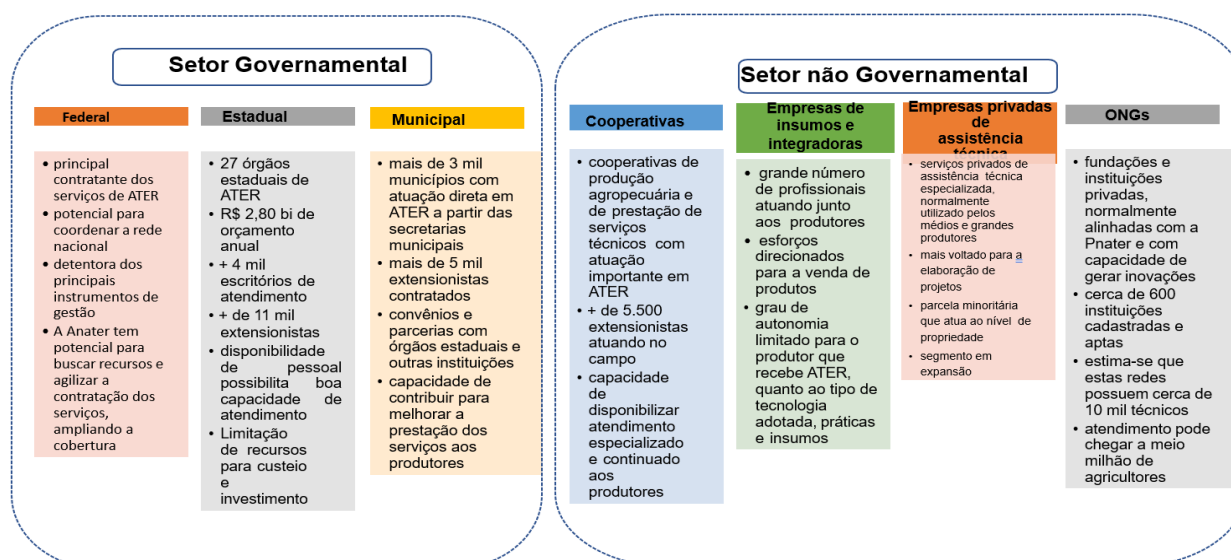 Setor Governamental
Federal
• principal
contratante dos
serviços de ATER
• potencial para
coordenar a rede
nacional
• detentora dos
principais
instrumentos de
gestão
• A Anater tem
potencial para
buscar recursos e
agilizar a
contratação dos
serviços,
ampliando a
cobertura
Estadual
• 27 órgãos
estaduais de
ATER
• R$ 2,80 bi de
orçamento
anual
• + 4 mil
escritórios de
atendimento
• + de 11 mil
extensionistas
• disponibilidade
de pessoal
possibilita boa
capacidade de
atendimento
• Limitação
de recursos
para custeio
e
investimento
Municipal
• mais de 3 mil
municípios com
atuação direta em
ATER a partir das
secretarias
municipais
• mais de 5 mil
extensionistas
contratados
• convênios e
parcerias com
órgãos estaduais e
outras instituições
• capacidade de
contribuir para
melhorar a
prestação dos
serviços aos
produtores
Setor não Governamental
Cooperativas
• cooperativas de
produção
agropecuária e
de prestação de
serviços
técnicos com
atuação
importante em
ATER
• + de 5.500
extensionistas
atuando no
campo
• capacidade
de
disponibilizar
atendimento
especializado
e continuado
aos
produtores
Empresas de
insumos e
integradoras
• grande número
de profissionais
atuando junto
aos produtores
• esforços
direcionados
para a venda de
produtos
• grau de
autonomia
limitado para o
produtor que
recebe ATER,
quanto ao tipo de
tecnologia
adotada, práticas
e insumos
Empresas privadas
de
assistência
técnica
• serviços privados de
assistência técnica
especializada,
normalmente
utilizado pelos
médios e grandes
produtores
• mais voltado para a
elaboração de
projetos
• parcela minoritária
que atua ao nível de
propriedade
• segmento em
expansão
ONGs
• fundações e
instituições
privadas,
normalmente
alinhadas com a
Pnater e com
capacidade de
gerar inovações
• cerca de 600
instituições
cadastradas e
aptas
• estima-se que
estas redes
possuem cerca de
10 mil técnicos
• atendimento pode
chegar a meio
milhão de
agricultores